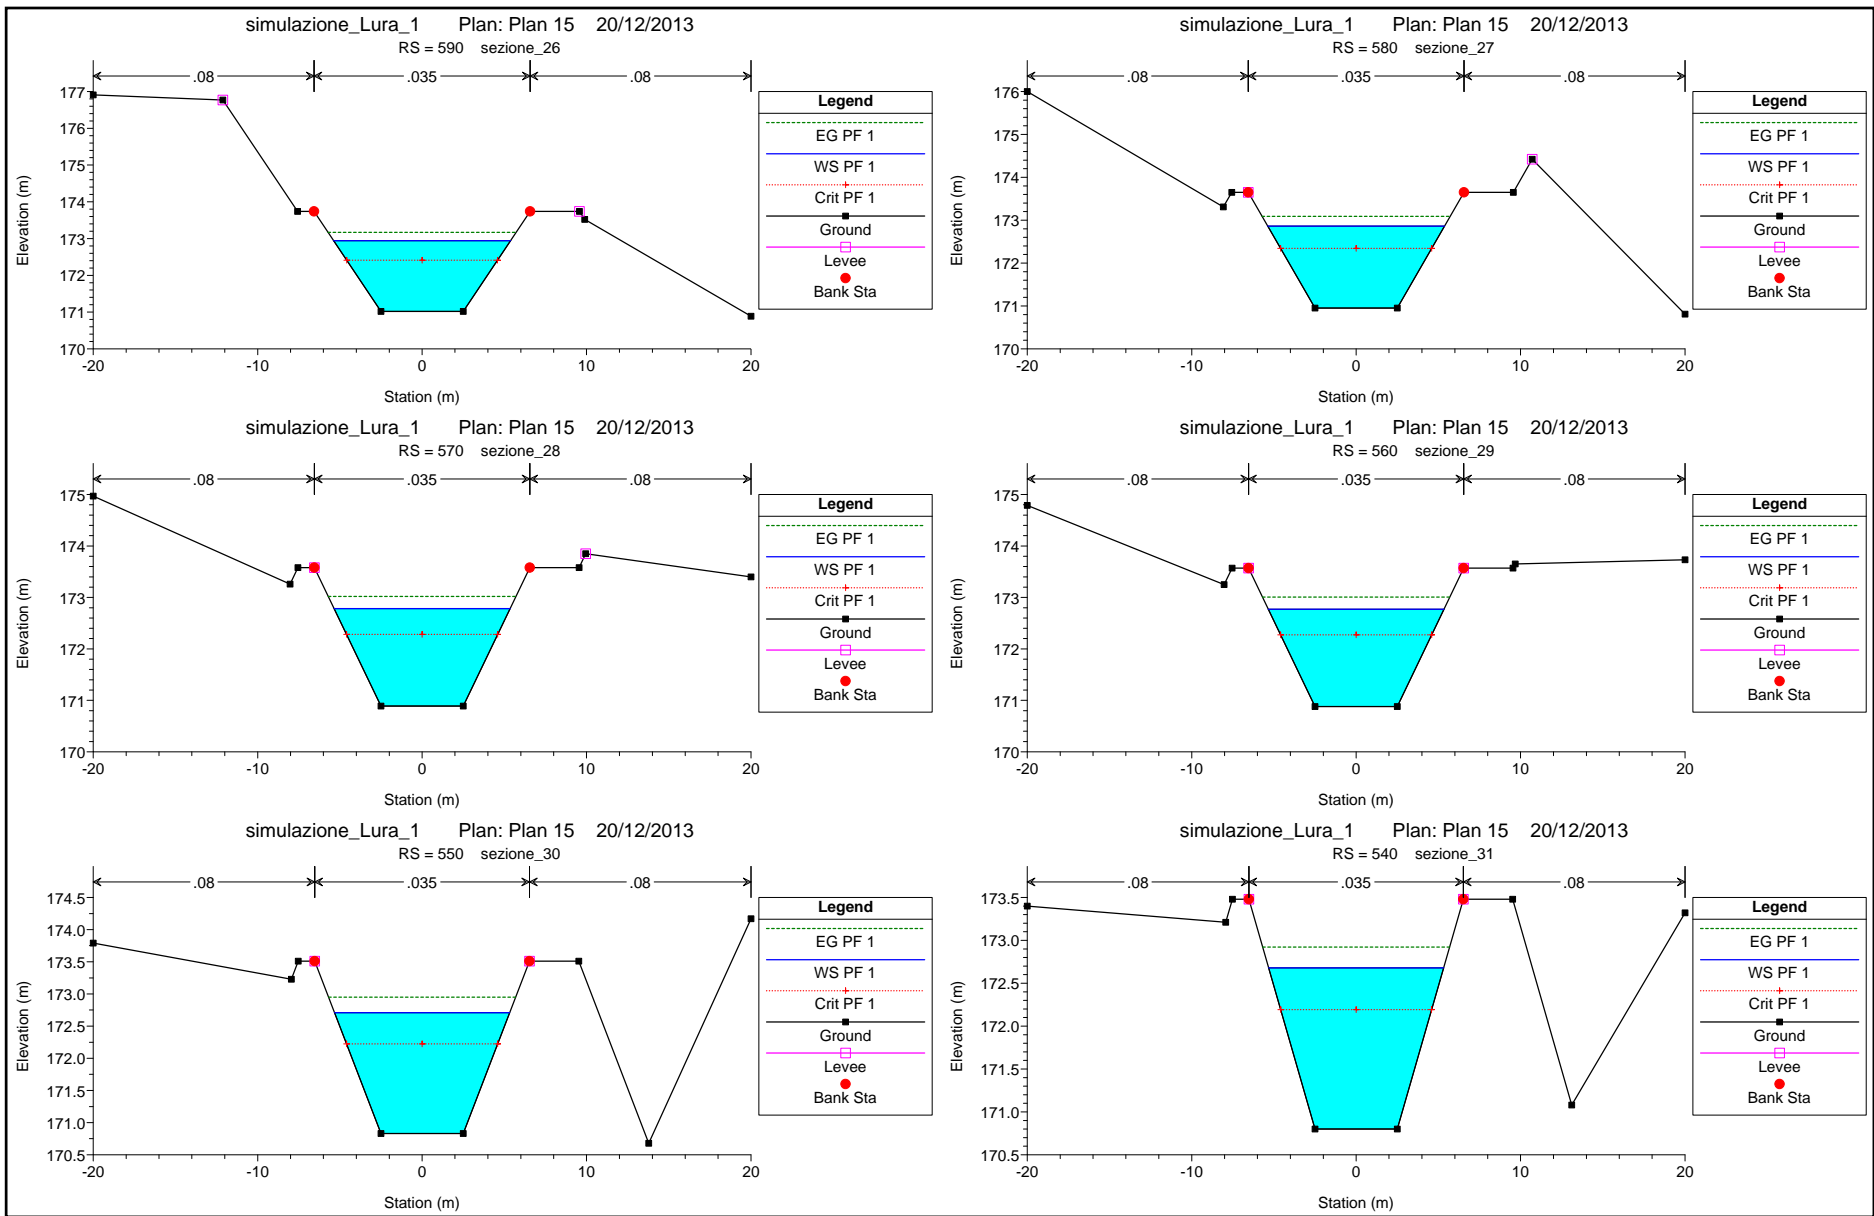 simulazione_Lura_1 Plan: Plan 15 20/12/2013
RS = 590 sezione_26
.08 .035 .08
177
176
175
174
173
172
171
170
-20 -10 0 10 20
Station (m)
Elevation (m)
Legend
EG PF 1
WS PF 1
Crit PF 1
Ground
Levee
Bank Sta
simulazione_Lura_1 Plan: Plan 15 20/12/2013
RS = 580 sezione_27
.08 .035 .08
176
175
174
173
172
171
170
-20 -10 0 10 20
Station (m)
Elevation (m)
Legend
EG PF 1
WS PF 1
Crit PF 1
Ground
Levee
Bank Sta
simulazione_Lura_1 Plan: Plan 15 20/12/2013
RS = 570 sezione_28
.08 .035 .08
175
174
173
172
171
170
-20 -10 0 10 20
Station (m)
Elevation (m)
Legend
EG PF 1
WS PF 1
Crit PF 1
Ground
Levee
Bank Sta
simulazione_Lura_1 Plan: Plan 15 20/12/2013
RS = 560 sezione_29
.08 .035 .08
175
174
173
172
171
170
-20 -10 0 10 20
Station (m)
Elevation (m)
Legend
EG PF 1
WS PF 1
Crit PF 1
Ground
Levee
Bank Sta
simulazione_Lura_1 Plan: Plan 15 20/12/2013
RS = 550 sezione_30
.08 .035 .08
174.5
174.0
173.5
173.0
172.5
172.0
171.5
171.0
170.5
-20 -10 0 10 20
Station (m)
Elevation (m)
Legend
EG PF 1
WS PF 1
Crit PF 1
Ground
Levee
Bank Sta
simulazione_Lura_1 Plan: Plan 15 20/12/2013
RS = 540 sezione_31
.08 .035 .08
173.5
173.0
172.5
172.0
171.5
171.0
170.5
-20 -10 0 10 20
Station (m)
Elevation (m)
Legend
EG PF 1
WS PF 1
Crit PF 1
Ground
Levee
Bank Sta